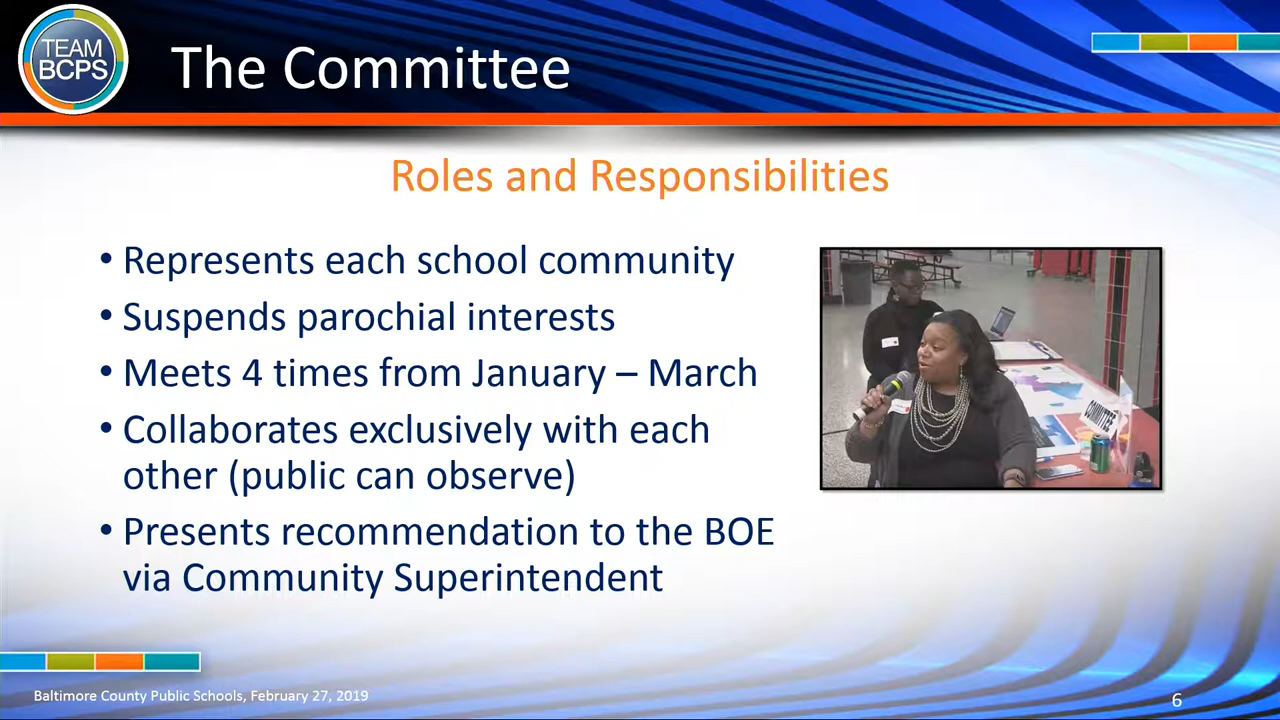 TEAM
BCPS
The Committee
Roles and Responsibilities
• Represents each school community
• Suspends parochial interests
• Meets 4 times from January – March
• Collaborates exclusively with each
other (public can observe)
• Presents recommendation to the BOE
via Community Superintendent
COMMITTEE
Baltimore County Public Schools, February 27, 2019
6